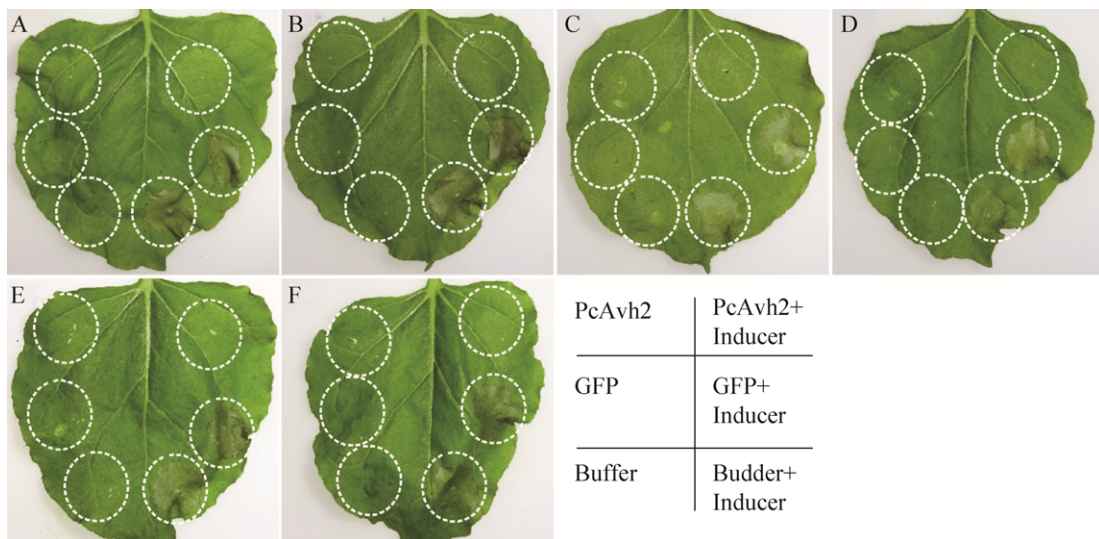 A
B
C
D
E
F
PcAvh2
PcAvh2+
Inducer
GFP
GFP+
Inducer
Buffer
Budder+
Inducer